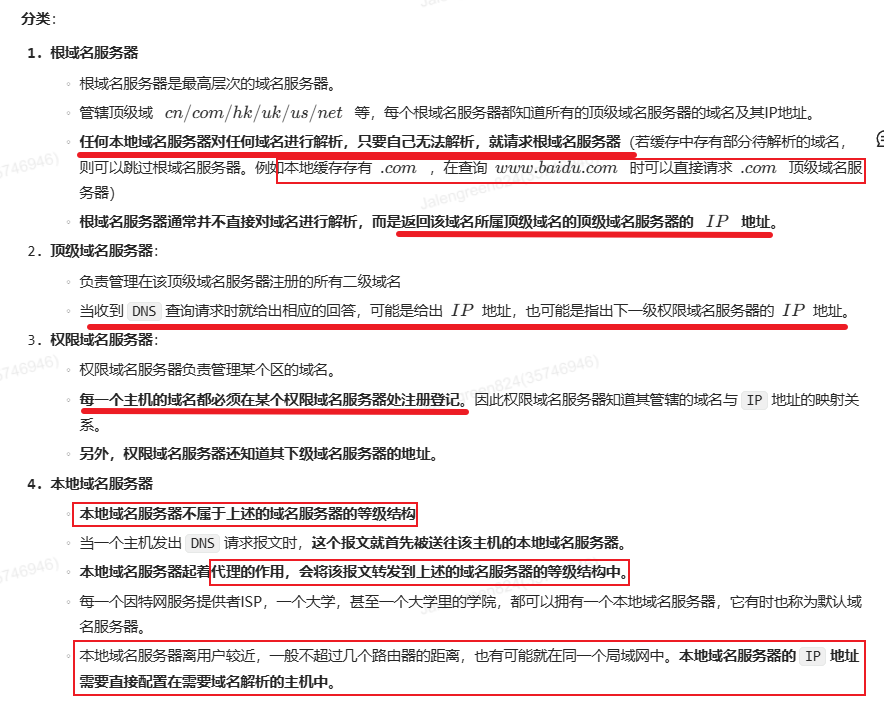 分类：
1. 根域名服务器
◦ 根域名服务器是最高层次的域名服务器。
◦ 管辖顶级域 cn/com/hk/uk/us/net 等，每个根域名服务器都知道所有的顶级域名服务器的域名及其IP地址。
◦ 任何本地域名服务器对任何域名进行解析，只要自己无法解析，就请求根域名服务器（若缓存中存有部分待解析的域名，
则可以跳过根域名服务器。例如本地缓存存有 .com ，在查询 www.baidu.com 时可以直接请求 .com 顶级域名服
务器）
◦ 根域名服务器通常并不直接对域名进行解析，而是返回该域名所属顶级域名的顶级域名服务器的 IP 地址。
2. 顶级域名服务器：
◦ 负责管理在该顶级域名服务器注册的所有二级域名
◦ 当收到 DNS 查询请求时就给出相应的回答，可能是给出 IP 地址，也可能是指出下一级权限域名服务器的 IP 地址。
3. 权限域名服务器：
◦ 权限域名服务器负责管理某个区的域名。
◦ 每一个主机的域名都必须在某个权限域名服务器处注册登记。因此权限域名服务器知道其管辖的域名与 IP 地址的映射关
系。
◦ 另外，权限域名服务器还知道其下级域名服务器的地址。
4. 本地域名服务器
◦ 本地域名服务器不属于上述的域名服务器的等级结构
◦ 当一个主机发出 DNS 请求报文时，这个报文就首先被送往该主机的本地域名服务器。
◦ 本地域名服务器起着代理的作用，会将该报文转发到上述的域名服务器的等级结构中。
◦ 每一个因特网服务提供者ISP，一个大学，甚至一个大学里的学院，都可以拥有一个本地域名服务器，它有时也称为默认域
名服务器。
◦ 本地域名服务器离用户较近，一般不超过几个路由器的距离，也有可能就在同一个局域网中。本地域名服务器的 IP 地址
需要直接配置在需要域名解析的主机中。